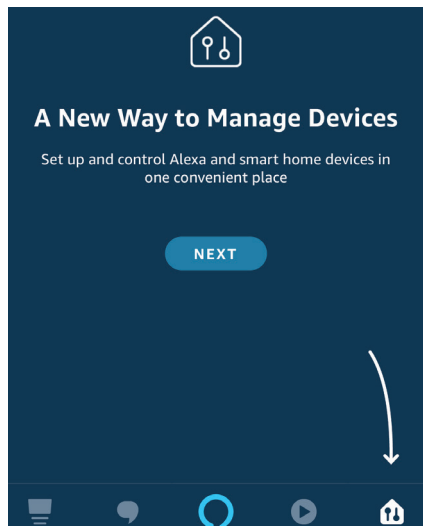 A New Way to Manage Devices
Set up and control Alexa and smart home devices in
one convenient place
NEXT